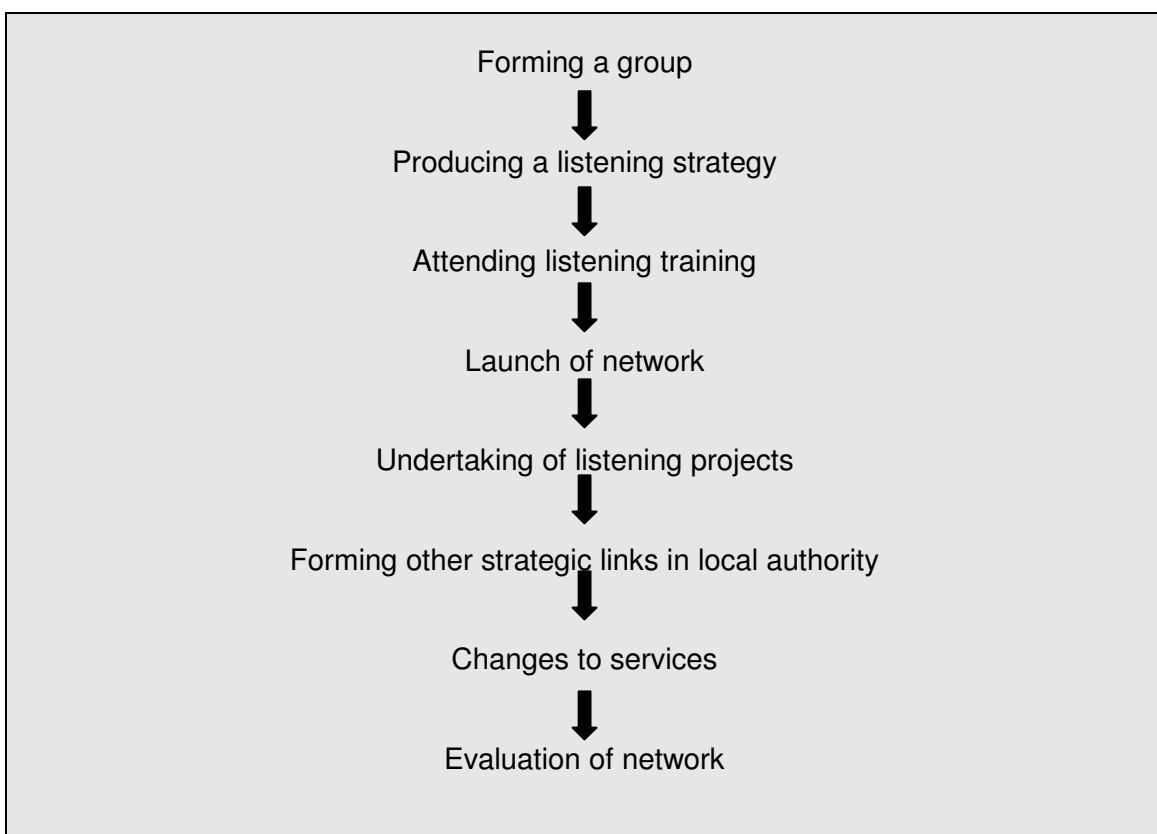 Forming a group
Producing a listening strategy
Attending listening training
Launch of network
Undertaking of listening projects
Forming other strategic links in local authority
Changes to services
Evaluation of network